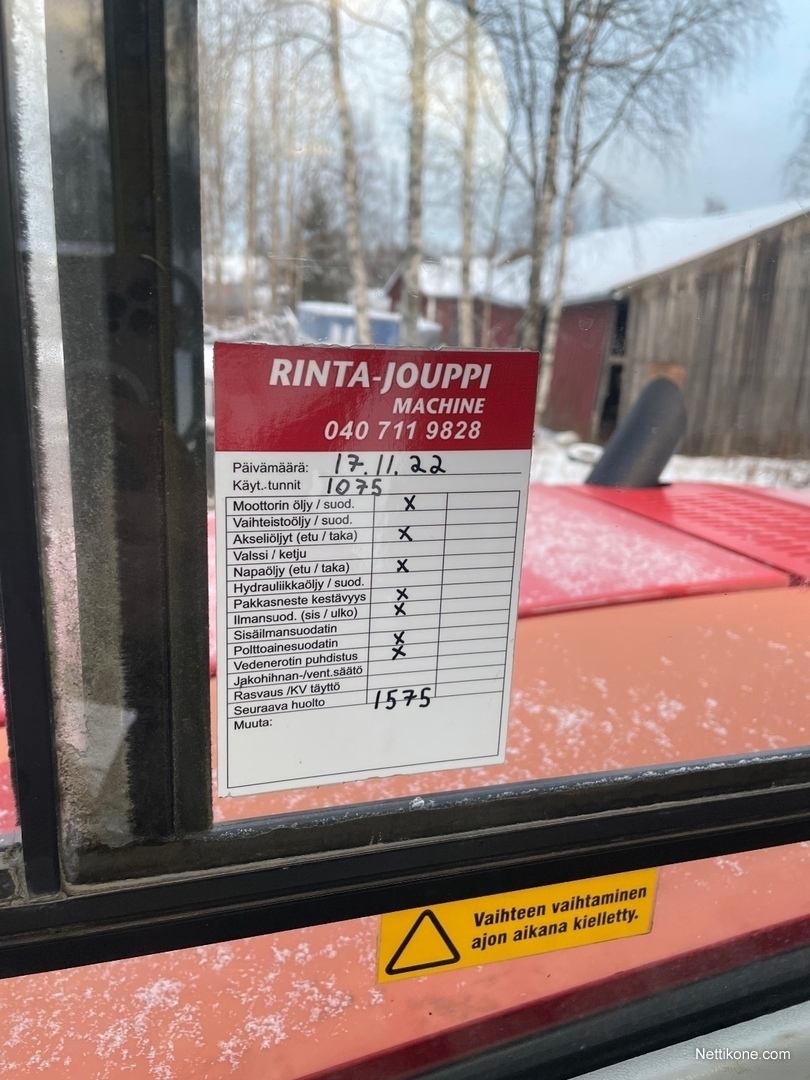 RINTA-JOUPPI
MACHINE
040 711 9828
Päivämäärä: 17.11.22
Käyt. tunnit 1075
Moottorin öljy / suod. X
Vaihteistoöljy / suod.
Akseliöljyt (etu / taka) X
Valssi / ketju
Napaöljy (etu / taka) X
Hydrauliikkaöljy / suod.
Pakkasneste kestävyys X
Ilmansuod. (sis / ulko) X
Sisäilmansuodatin
Polttoainesuodatin X
Vedenerotin puhdistus X
Jakohihnan-/vent.säätö
Rasvaus /KV täyttö
Seuraava huolto 1575
Muuta:
Vaihteen vaihtaminen
ajon aikana kielletty.
Nettikone.com